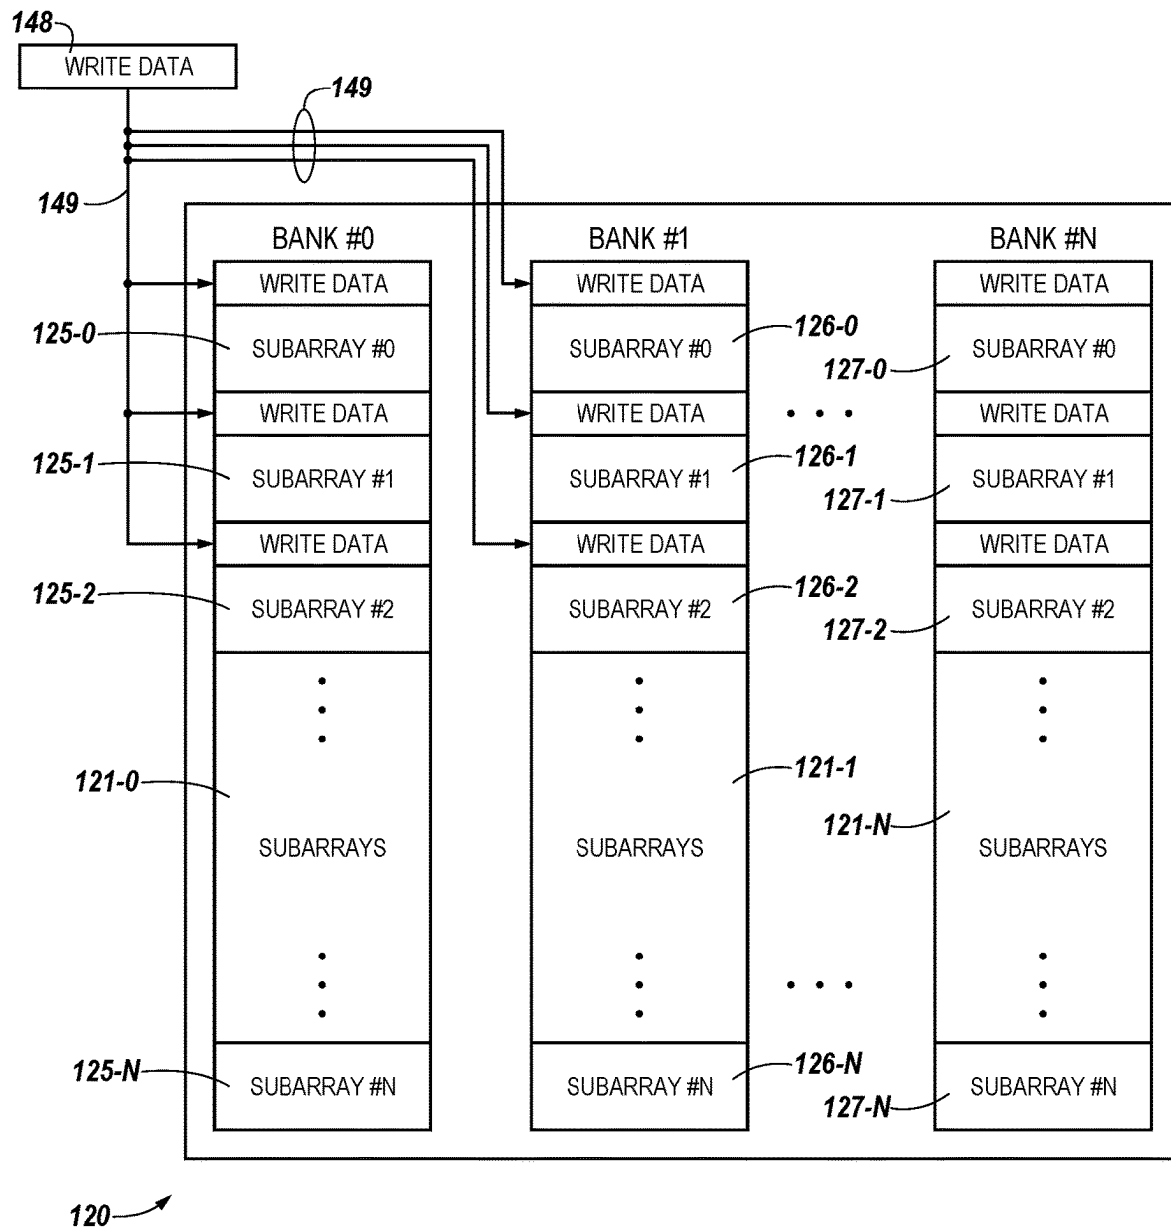 148
WRITE DATA
149
149
BANK #0 BANK #1 BANK #N
WRITE DATA WRITE DATA WRITE DATA
125-0 126-0
SUBARRAY #0 SUBARRAY #0 127-0 SUBARRAY #0
WRITE DATA WRITE DATA WRITE DATA
125-1 126-1
SUBARRAY #1 SUBARRAY #1 127-1 SUBARRAY #1
WRITE DATA WRITE DATA WRITE DATA
125-2 126-2
SUBARRAY #2 SUBARRAY #2 127-2 SUBARRAY #2
121-0 121-1
121-N
SUBARRAYS SUBARRAYS SUBARRAYS
125-N 126-N
SUBARRAY #N SUBARRAY #N 127-N SUBARRAY #N
120